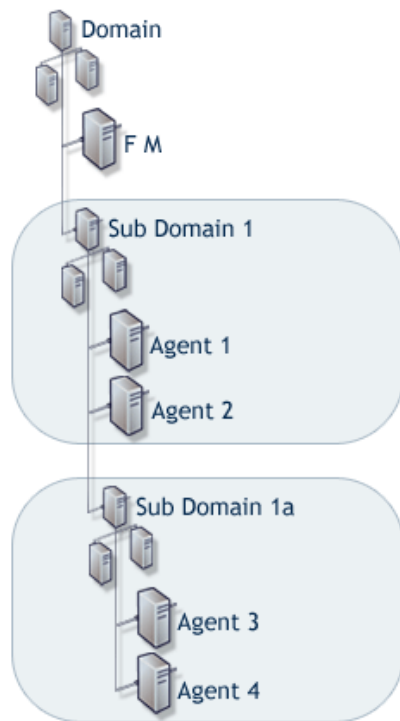 Domain
F M
Sub Domain 1
Agent 1
Agent 2
Sub Domain 1a
Agent 3
Agent 4